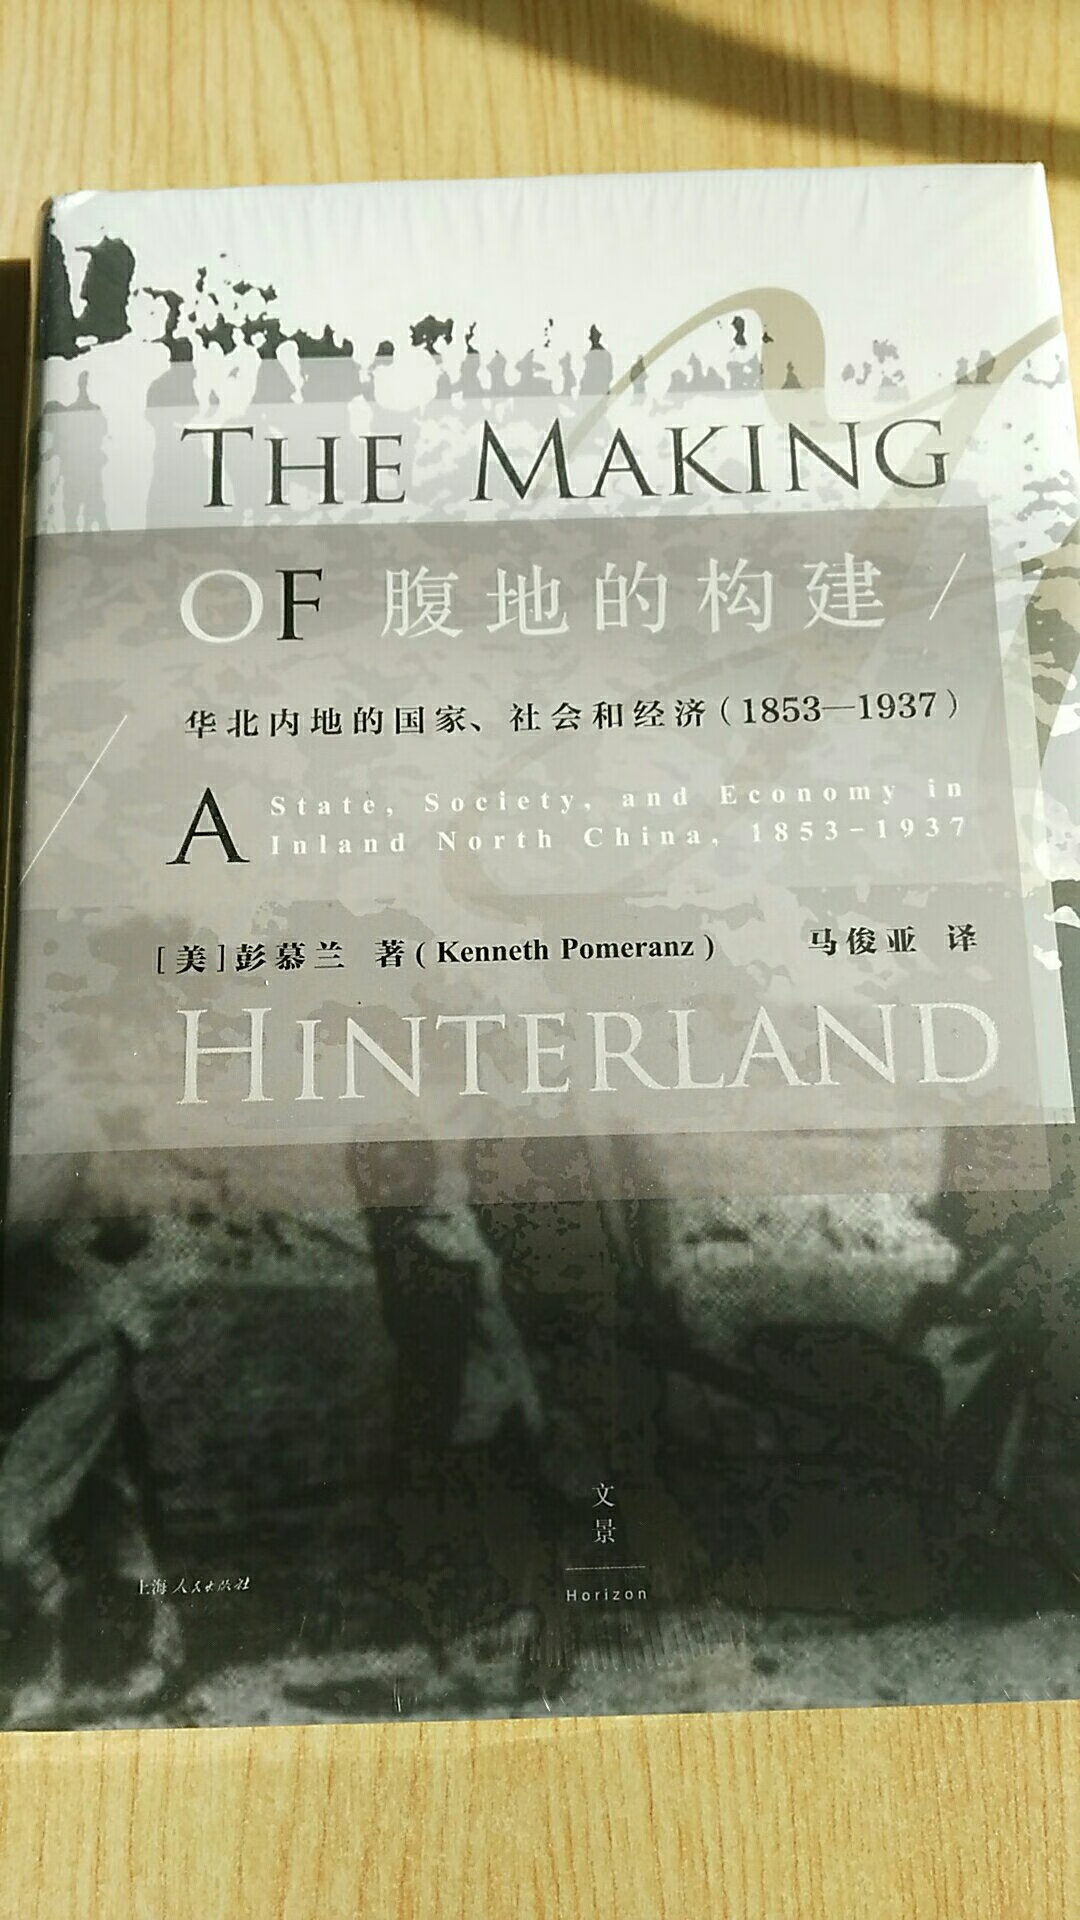 THE MAKING
OF 腹地的构建/
华北内地的国家、社会和经济(1853—1937)
A State, Society, and Economy in
Inland North China, 1853-1937
[美]彭慕兰 著(Kenneth Pomeranz) 马俊亚 译
HINTERLAND
文
景
Horizon
上海人民出版社